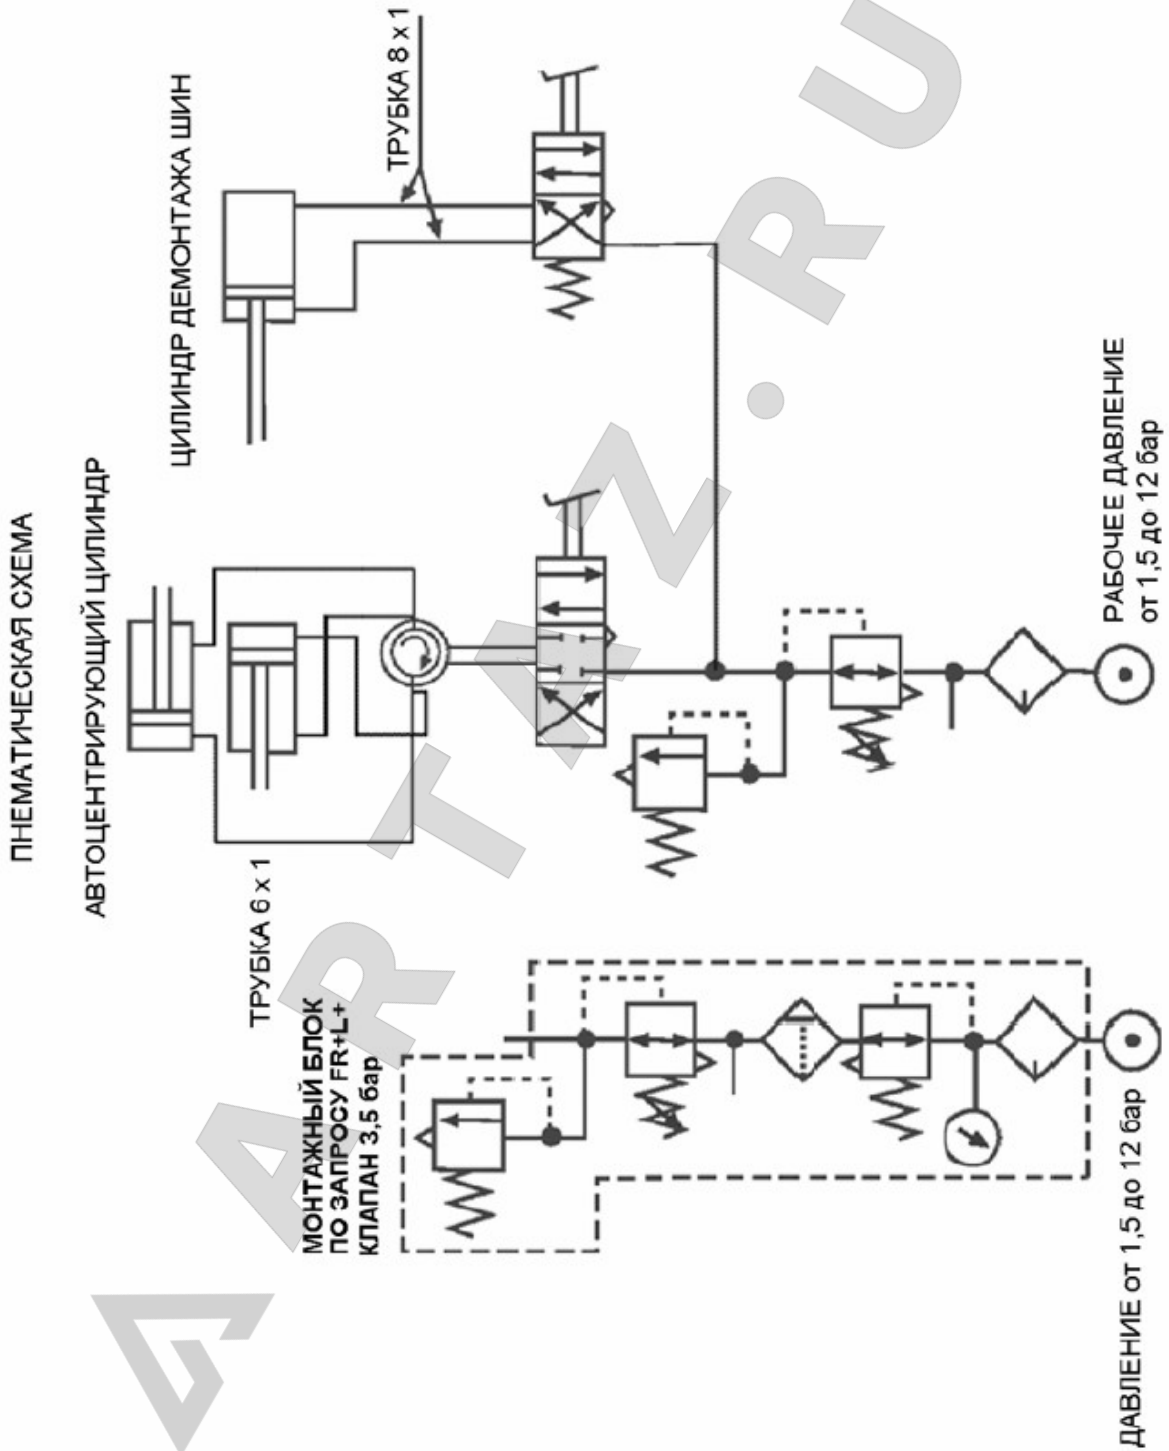 ПНЕМАТИЧЕСКАЯ СХЕМА
АВТОЦЕНТРИРУЮЩИЙ ЦИЛИНДР
ЦИЛИНДР ДЕМОНТАЖА ШИН
ТРУБКА 8 x 1
ТРУБКА 6 x 1
МОНТАЖНЫЙ БЛОК
ПО ЗАПРОСУ FR+L+
КЛАПАН 3,5 бар
РАБОЧЕЕ ДАВЛЕНИЕ
от 1,5 до 12 бар
ДАВЛЕНИЕ от 1,5 до 12 бар
ARTAZ.RU